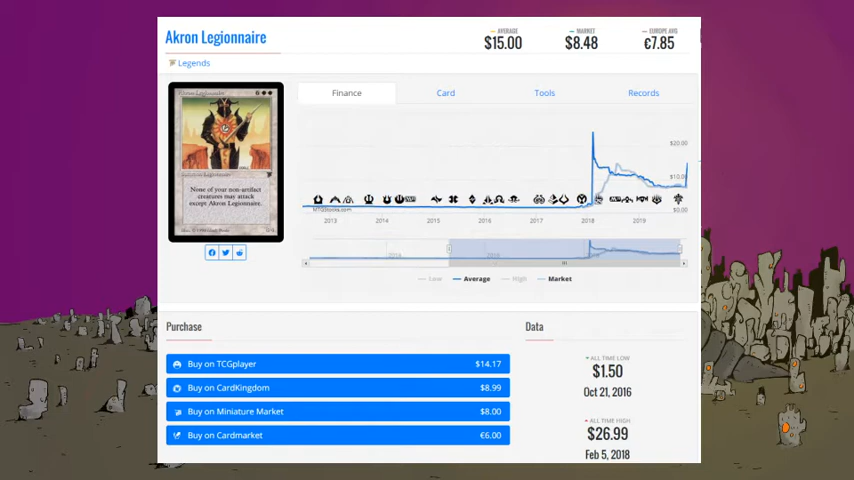 Akron Legionnaire
AVERAGE
$15.00
MARKET
$8.48
EUROPE AVG
€7.85
Legends
Akron Legionnaire
None of your non-artifact
creatures may attack
except Akron Legionnaire.
Finance
Card
Tools
Records
$20.00
$10.00
$0.00
MTGStocks.com
2013
2014
2015
2016
2017
2018
2019
Low
Average
High
Market
Purchase
Buy on TCGplayer
$14.17
Buy on CardKingdom
$8.99
Buy on Miniature Market
$8.00
Buy on Cardmarket
€6.00
Data
ALL TIME LOW
$1.50
Oct 21, 2016
ALL TIME HIGH
$26.99
Feb 5, 2018